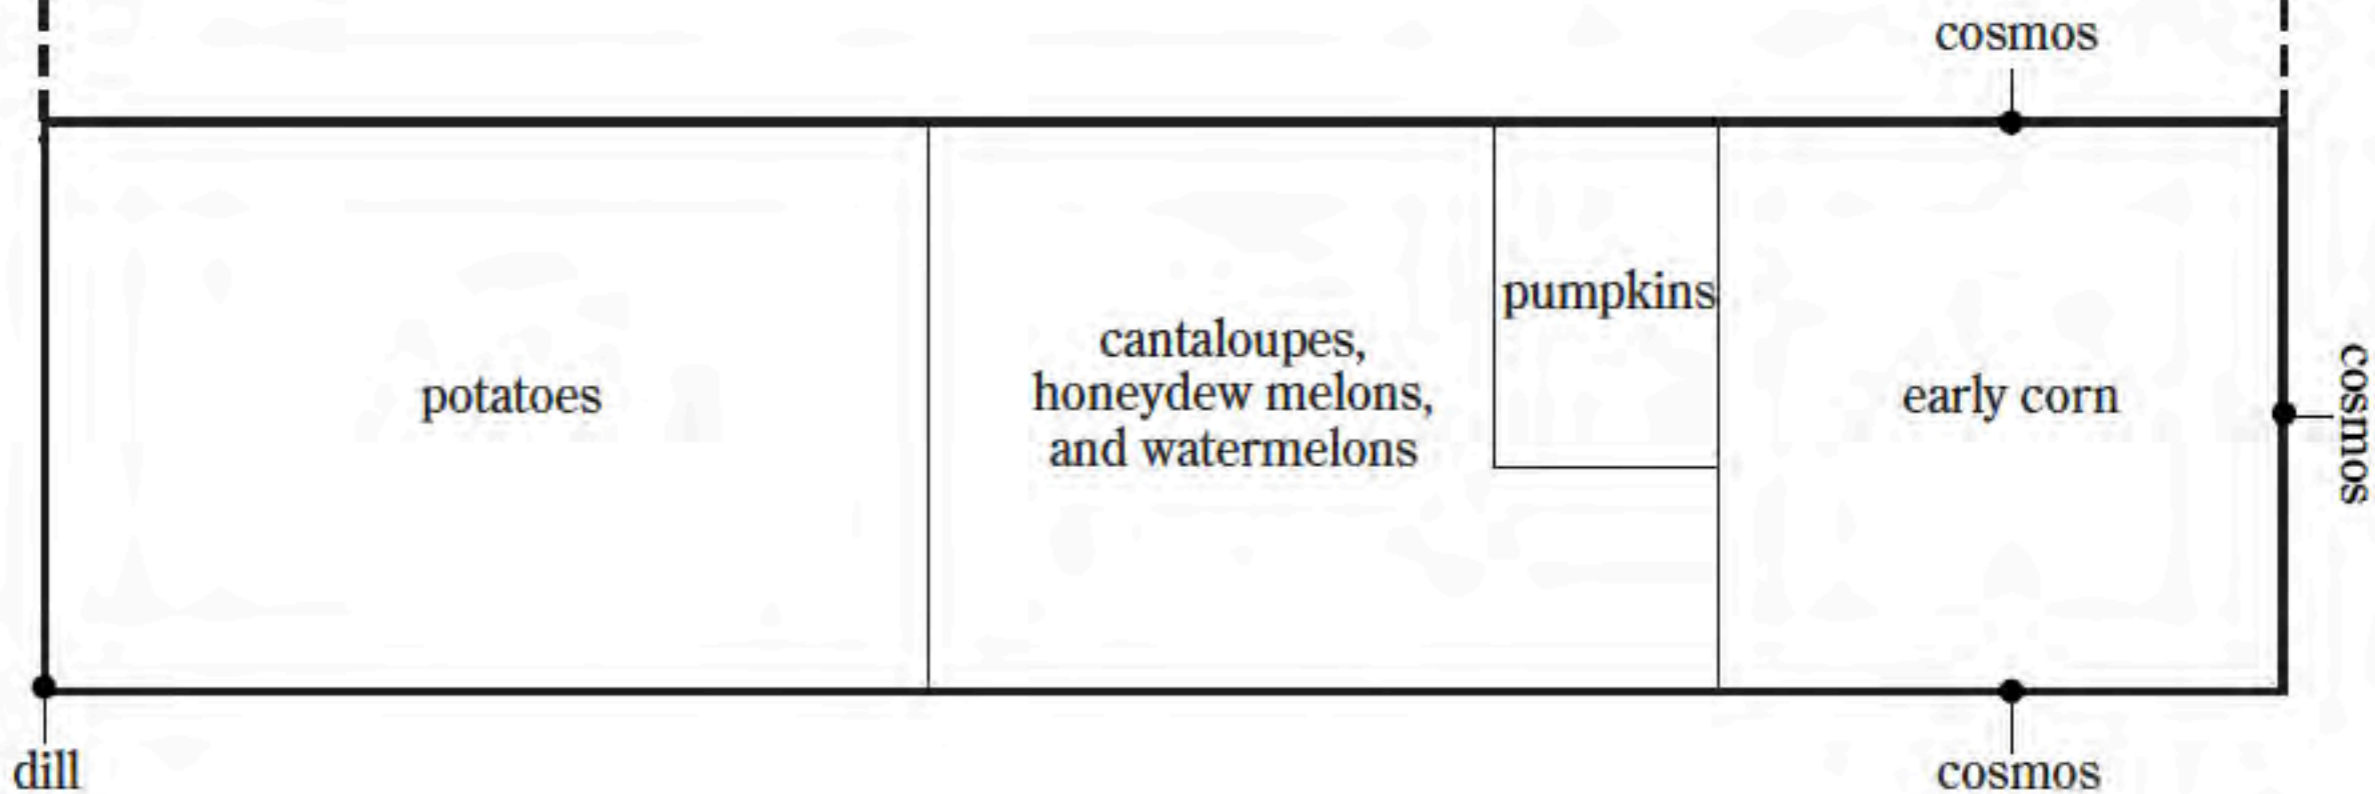 cosmos
pumpkins
cantaloupes,
honeydew melons,
and watermelons
potatoes
early corn
cosmos
dill
cosmos